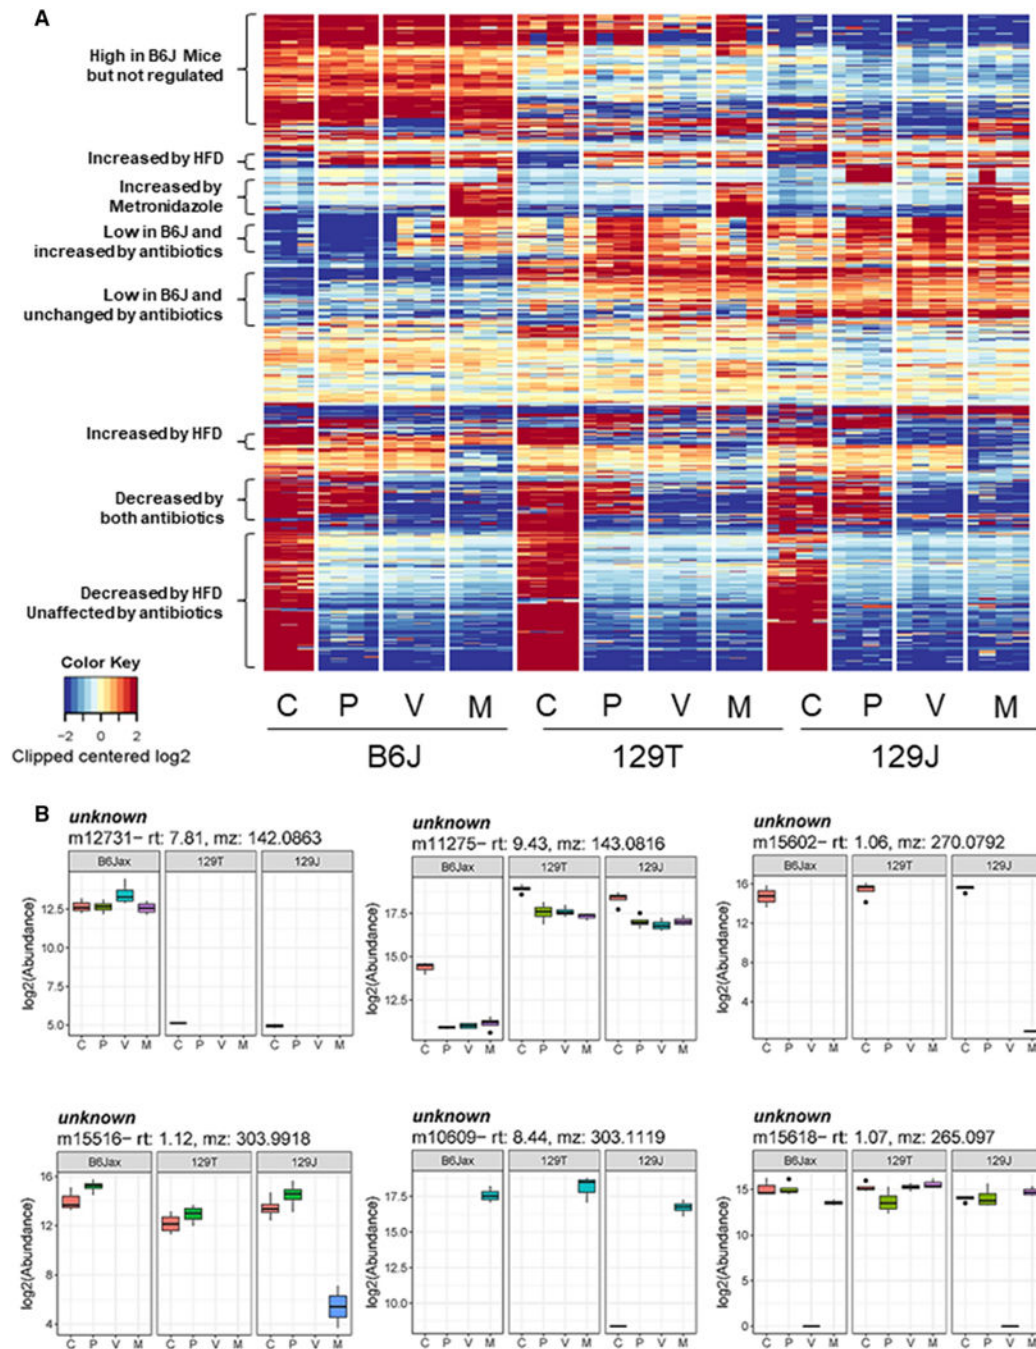 A
High in B6J Mice
but not regulated
Increased by HFD
Increased by
Metronidazole
Low in B6J and
increased by antibiotics
Low in B6J and
unchanged by antibiotics
Increased by HFD
Decreased by
both antibiotics
Decreased by HFD
Unaffected by antibiotics
Color Key
−2 0 2
Clipped centered log2
C P V M C P V M C P V M
B6J 129T 129J
B
unknown
m12731− rt: 7.81, mz: 142.0863
B6Jax 129T 129J
log2(Abundance)
12.5
10.0
7.5
5.0
C P V M C P V M C P V M
unknown
m11275− rt: 9.43, mz: 143.0816
B6Jax 129T 129J
log2(Abundance)
17.5
15.0
12.5
C P V M C P V M C P V M
unknown
m15602− rt: 1.06, mz: 270.0792
B6Jax 129T 129J
log2(Abundance)
16
12
8
4
C P V M C P V M C P V M
unknown
m15516− rt: 1.12, mz: 303.9918
B6Jax 129T 129J
log2(Abundance)
16
12
8
4
C P V M C P V M C P V M
unknown
m10609− rt: 8.44, mz: 303.1119
B6Jax 129T 129J
log2(Abundance)
17.5
15.0
12.5
10.0
C P V M C P V M C P V M
unknown
m15618− rt: 1.07, mz: 265.097
B6Jax 129T 129J
log2(Abundance)
15
10
5
0
C P V M C P V M C P V M